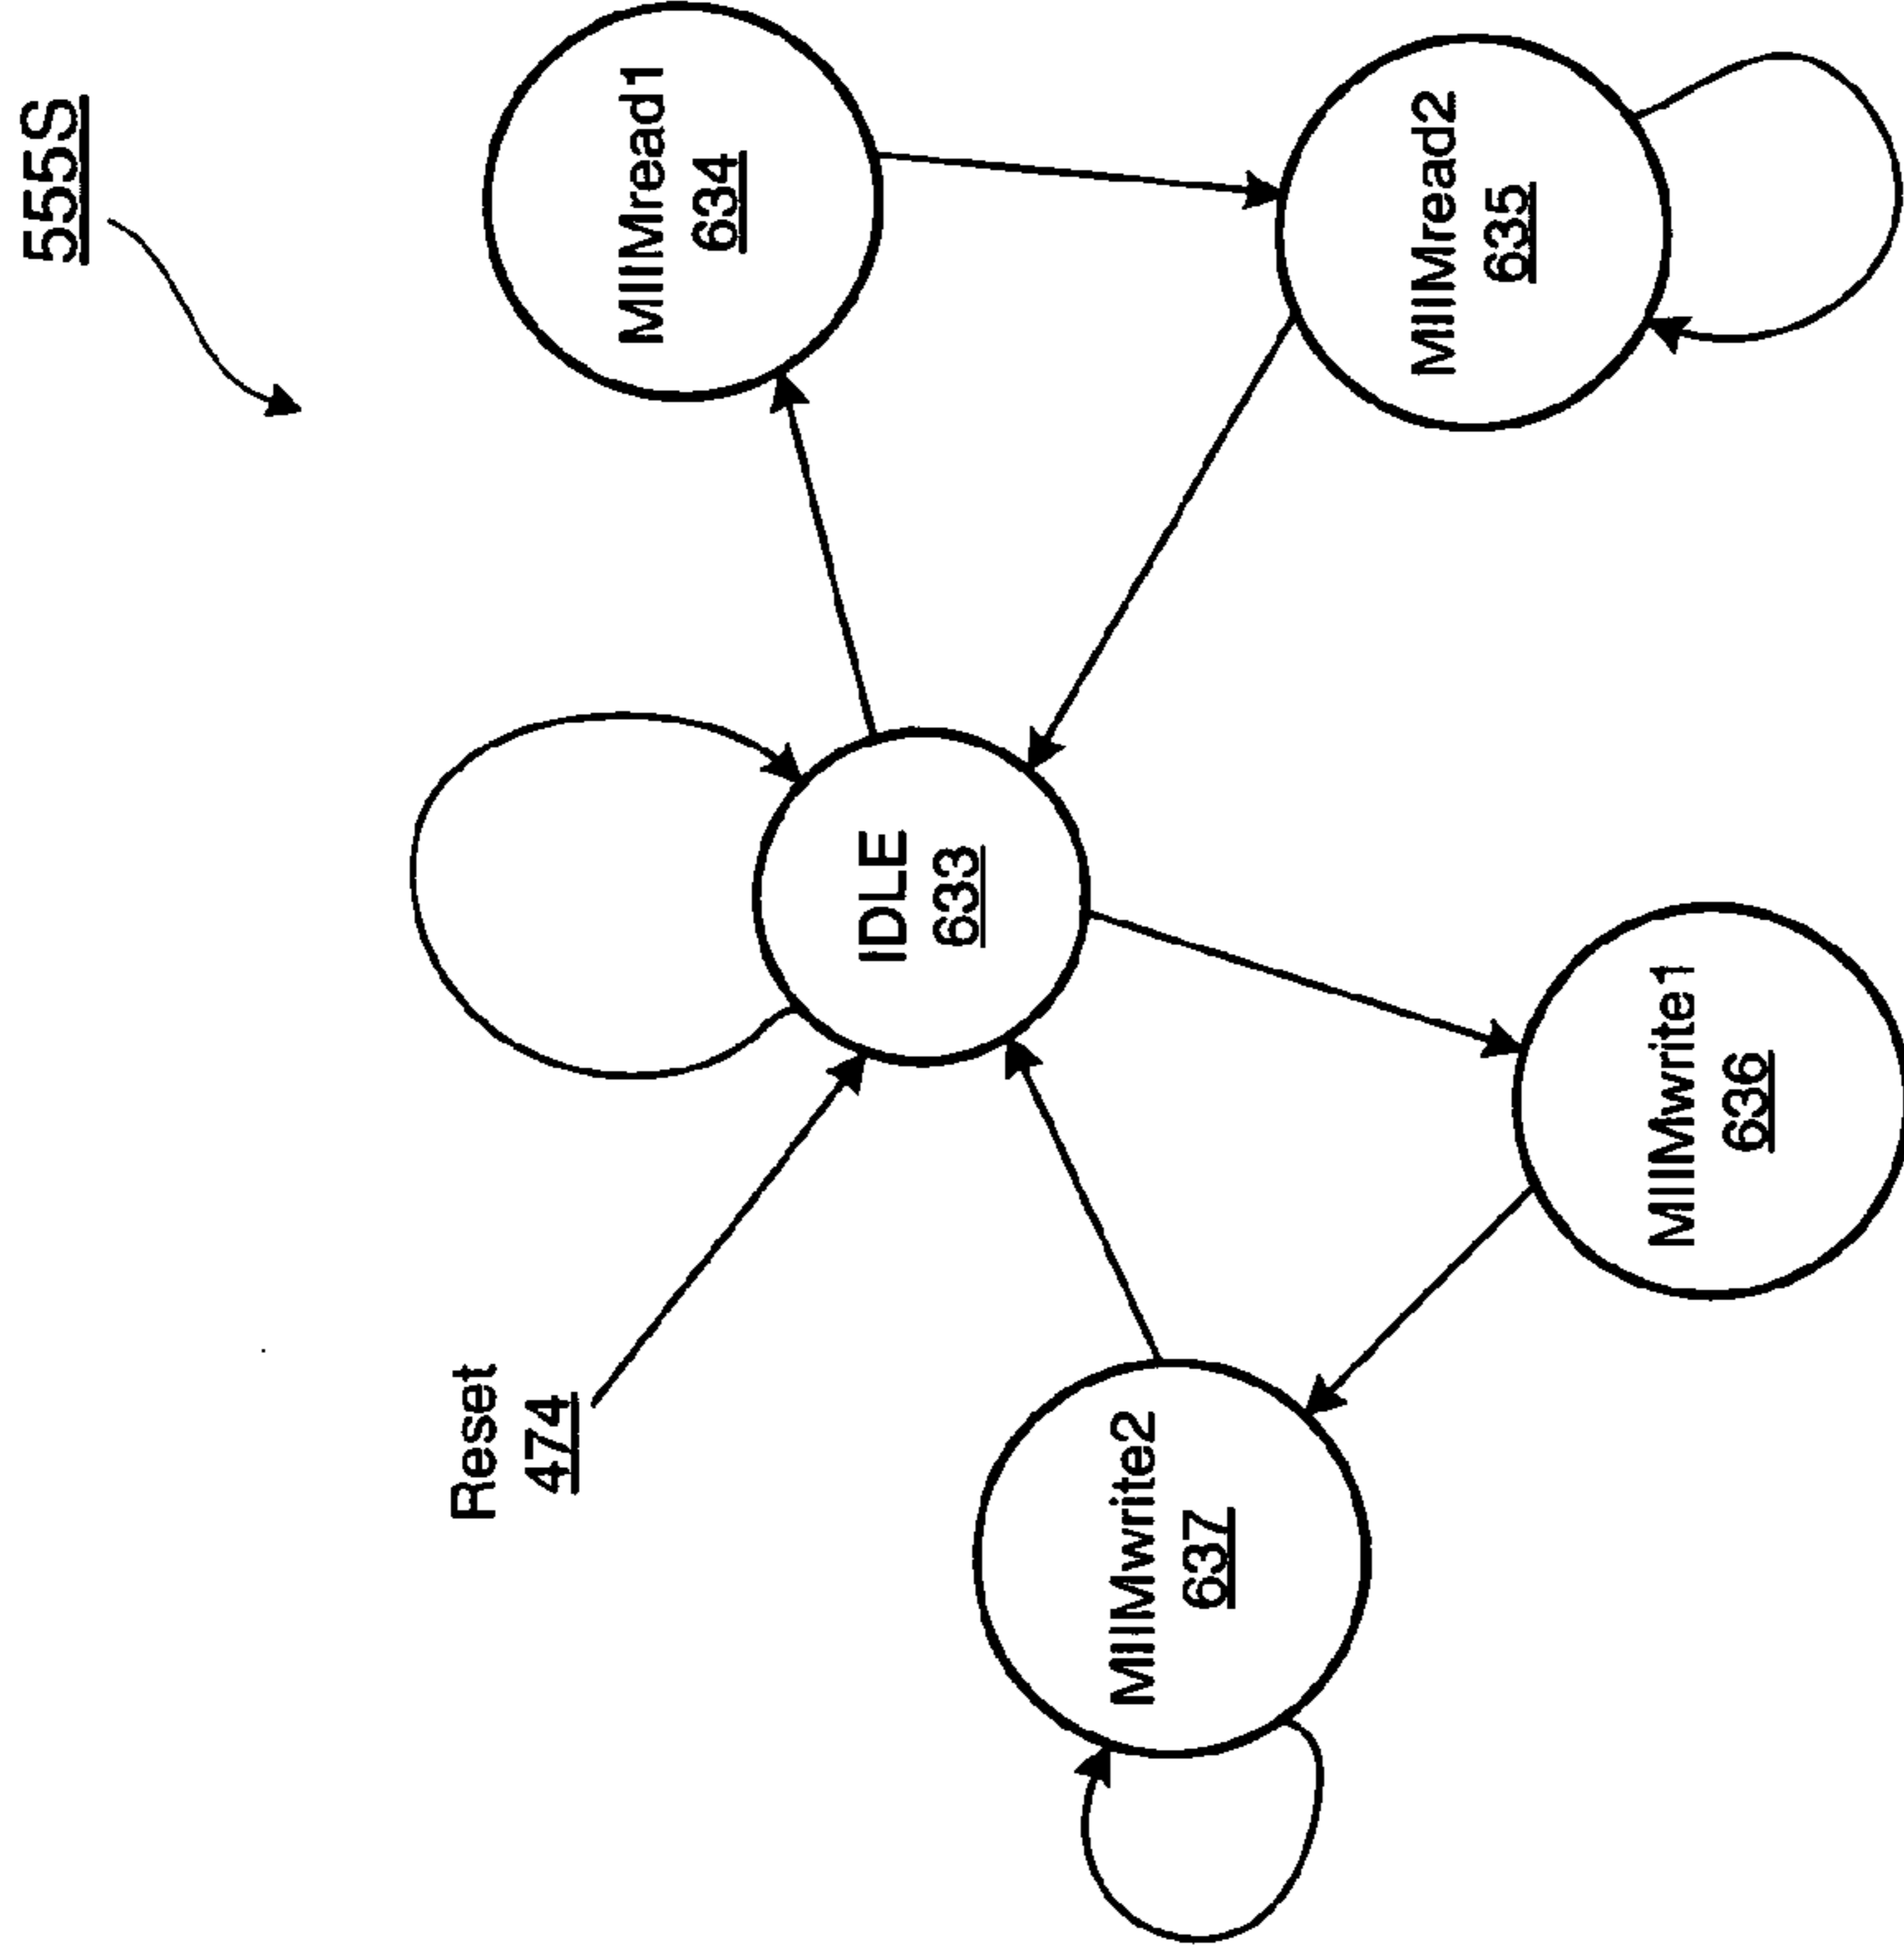 555S
Reset
474
MIIMread1
634
IDLE
633
MIIMwrite2
637
MIIMread2
635
MIIMwrite1
636